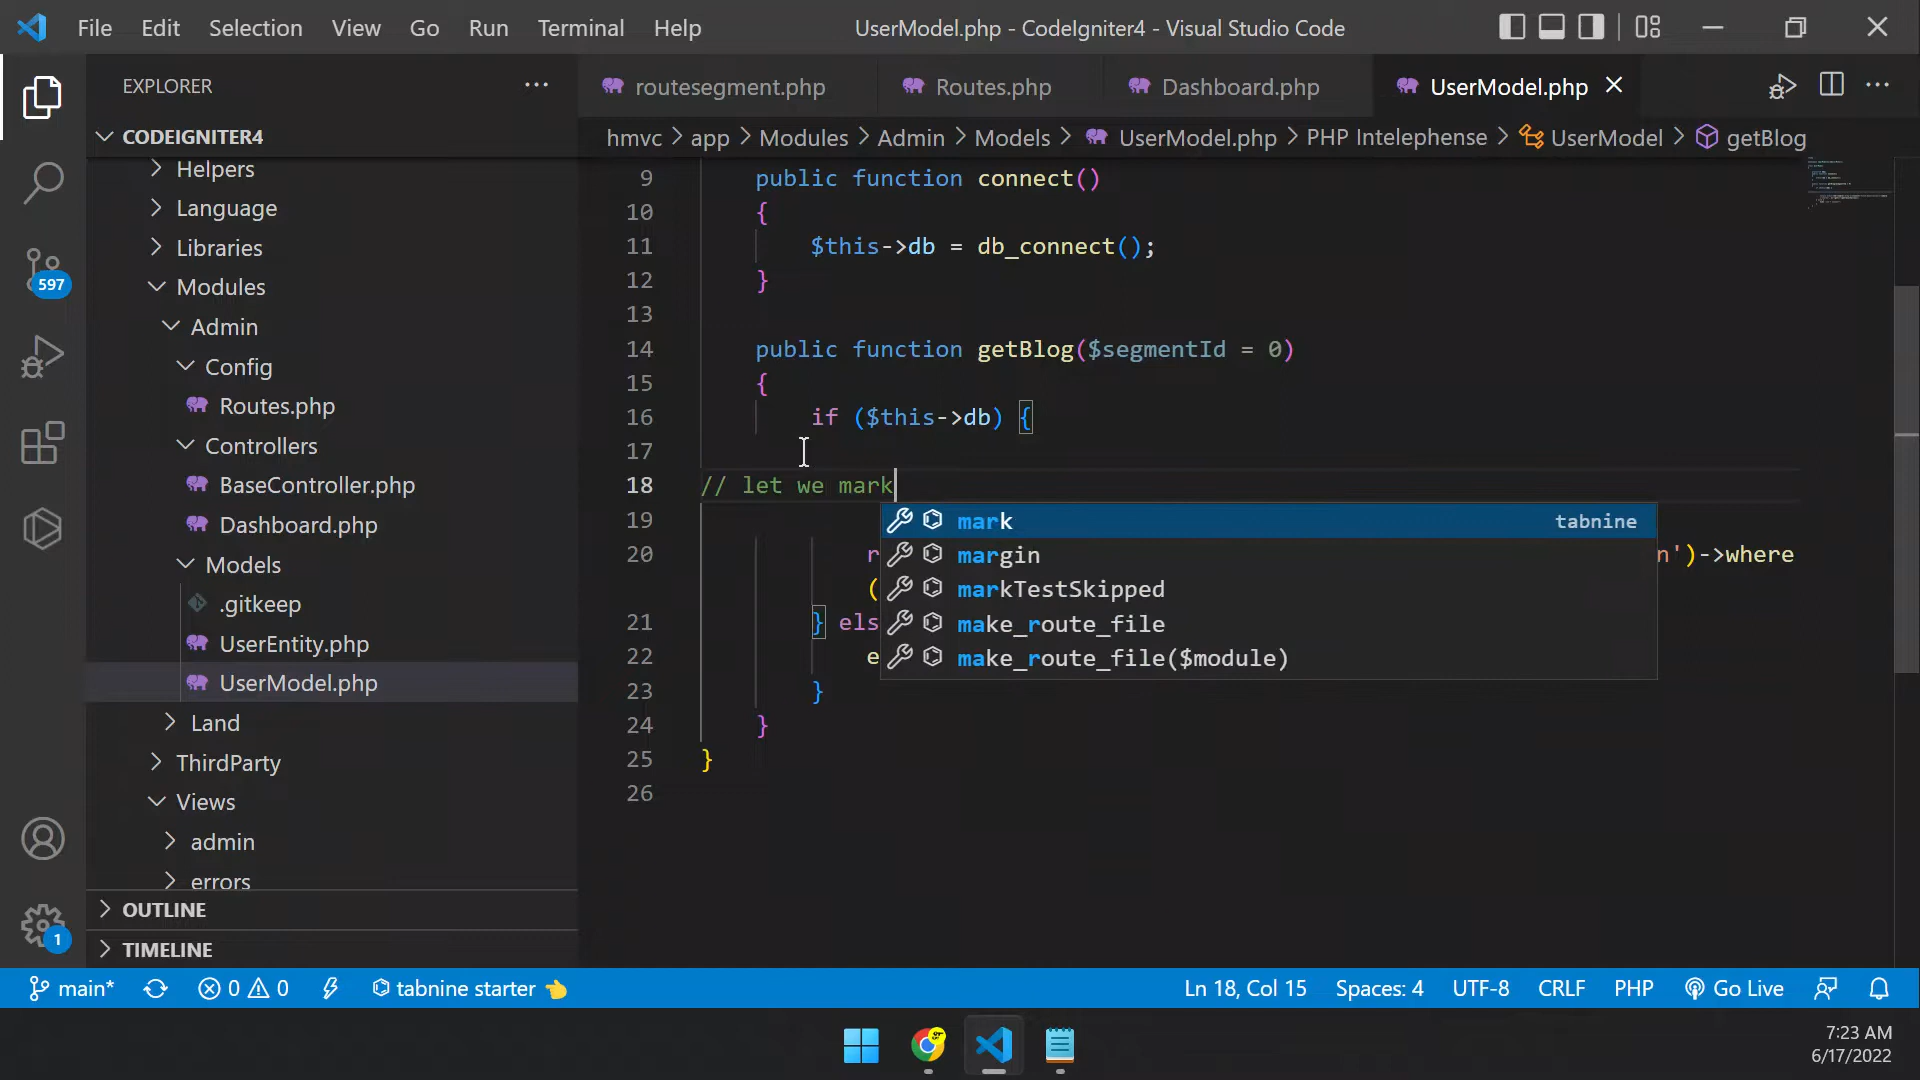 File Edit Selection View Go Run Terminal Help
UserModel.php - CodeIgniter4 - Visual Studio Code
EXPLORER
routesegment.php
Routes.php
Dashboard.php
UserModel.php
CODEIGNITER4
hmvc > app > Modules > Admin > Models > UserModel.php > PHP Intelephense > UserModel > getBlog
Helpers
Language
Libraries
Modules
Admin
Config
Routes.php
Controllers
BaseController.php
Dashboard.php
Models
.gitkeep
UserEntity.php
UserModel.php
Land
ThirdParty
Views
admin
errors
OUTLINE
TIMELINE
597
1
9 public function connect()
10 {
11 $this->db = db_connect();
12 }
13
14 public function getBlog($segmentId = 0)
15 {
16 if ($this->db) {
17
18 // let we mark
19
20 r n')->where
(
21 } els
22 e
23 }
24 }
25 }
26
mark tabnine
margin
markTestSkipped
make_route_file
make_route_file($module)
main* 0 0 tabnine starter 👈
Ln 18, Col 15 Spaces: 4 UTF-8 CRLF PHP Go Live
7:23 AM
6/17/2022